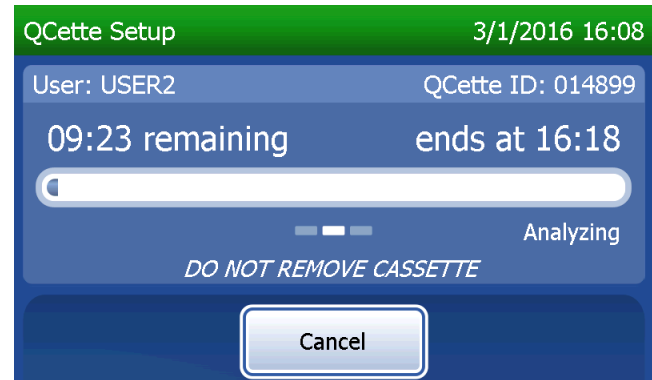 QCette Setup 3/1/2016 16:08
User: USER2 QCette ID: 014899
09:23 remaining ends at 16:18
Analyzing
DO NOT REMOVE CASSETTE
Cancel